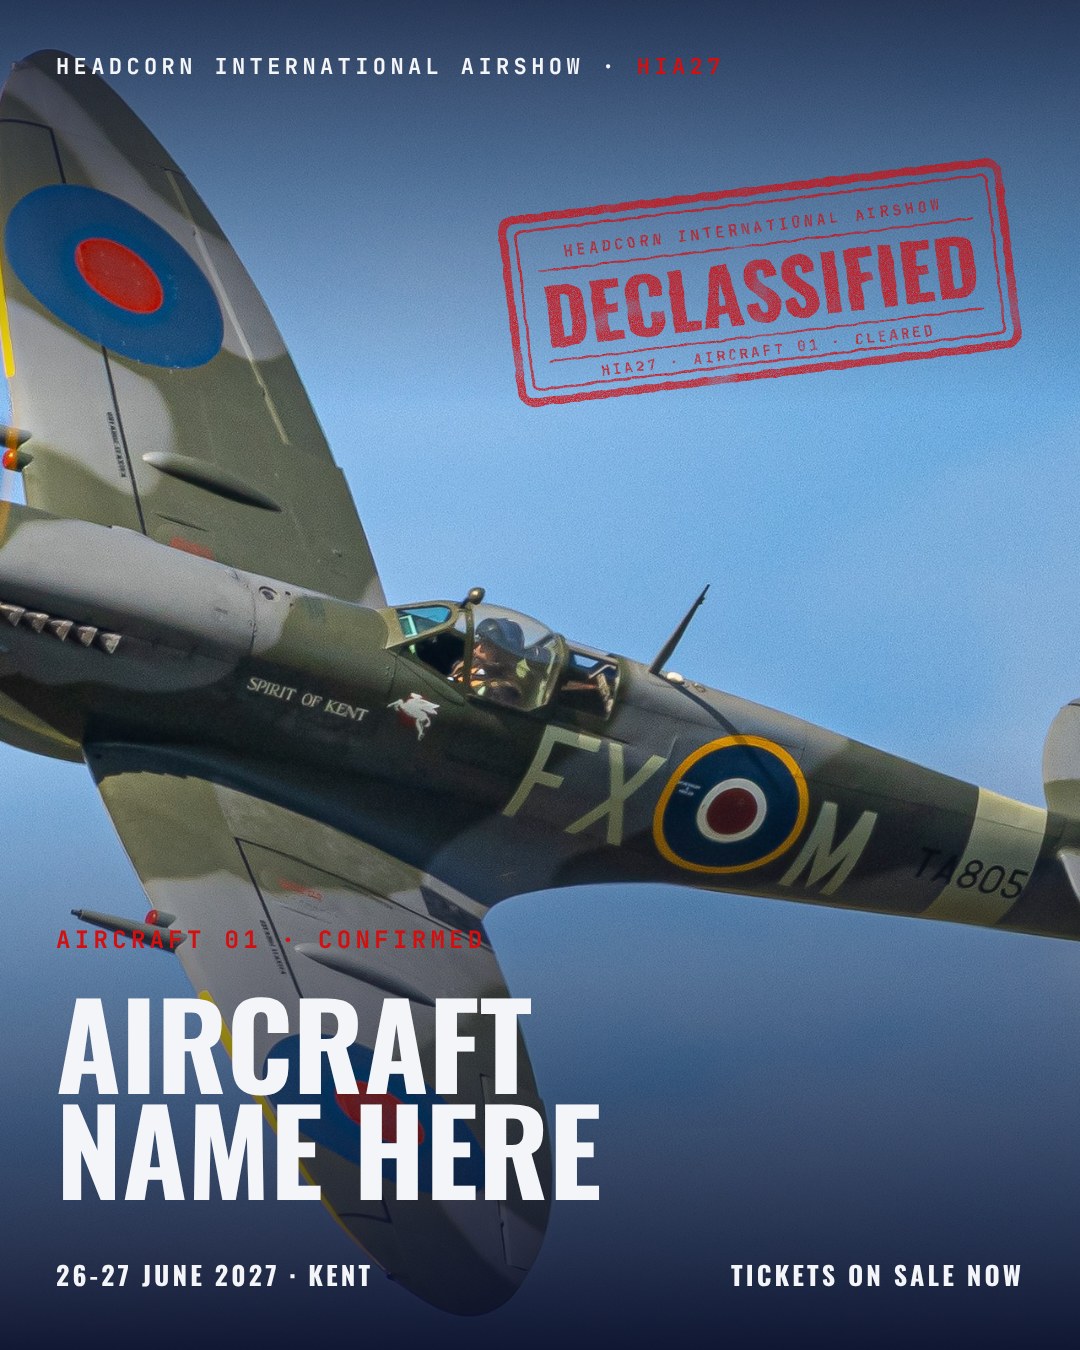 HEADCORN INTERNATIONAL AIRSHOW · HIA27
HEADCORN INTERNATIONAL AIRSHOW
DECLASSIFIED
HIA27 · AIRCRAFT 01 · CLEARED
SPIRIT OF KENT
FX M
TA805
AIRCRAFT 01 · CONFIRMED
AIRCRAFT
NAME HERE
26-27 JUNE 2027 · KENT
TICKETS ON SALE NOW